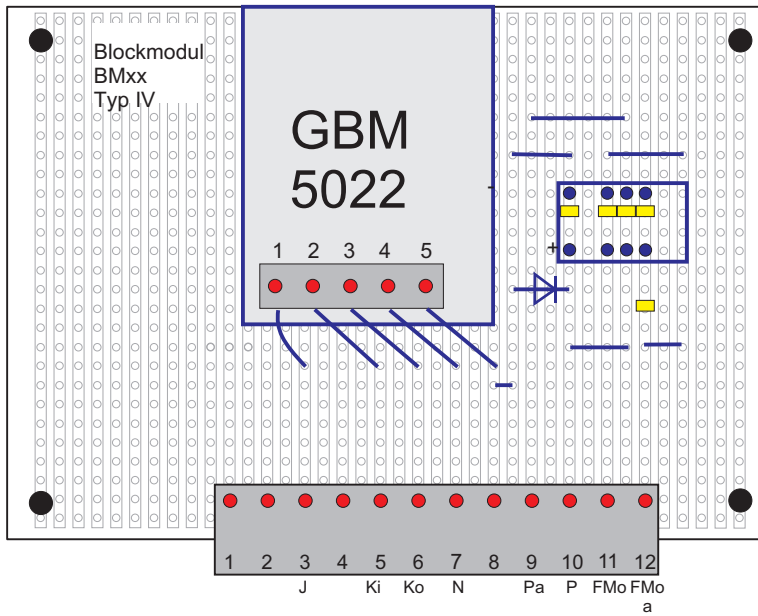 Blockmodul
BMxx
Typ IV
GBM
5022
-
1 2 3 4 5
+
1 2 3 4 5 6 7 8 9 10 11 12
J Ki Ko N Pa P FMo FMo
a